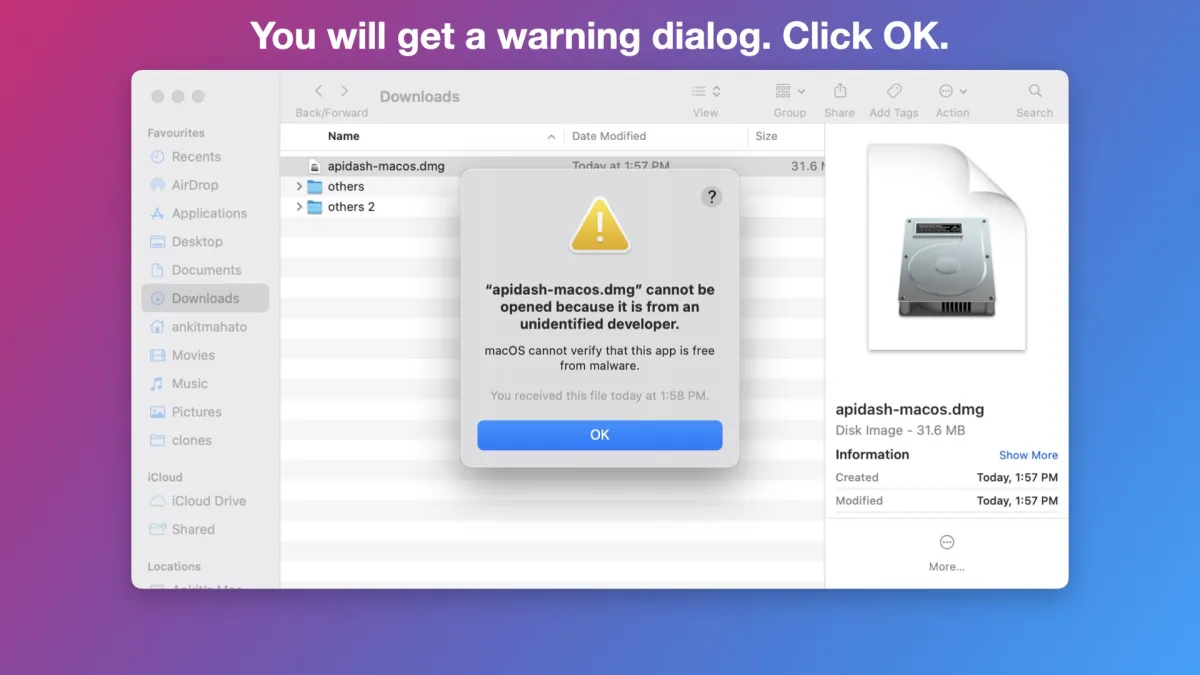 You will get a warning dialog. Click OK.
Back/Forward
Downloads
View
Group
Share
Add Tags
Action
Search
Favourites
Recents
AirDrop
Applications
Desktop
Documents
Downloads
ankitmahato
Movies
Music
Pictures
clones
iCloud
iCloud Drive
Shared
Locations
Name
Date Modified
Size
apidash-macos.dmg
Today at 1:57 PM
31.6
others
others 2
?
“apidash-macos.dmg” cannot be
opened because it is from an
unidentified developer.
macOS cannot verify that this app is free
from malware.
You received this file today at 1:58 PM.
OK
apidash-macos.dmg
Disk Image - 31.6 MB
Information
Show More
Created
Today, 1:57 PM
Modified
Today, 1:57 PM
More...